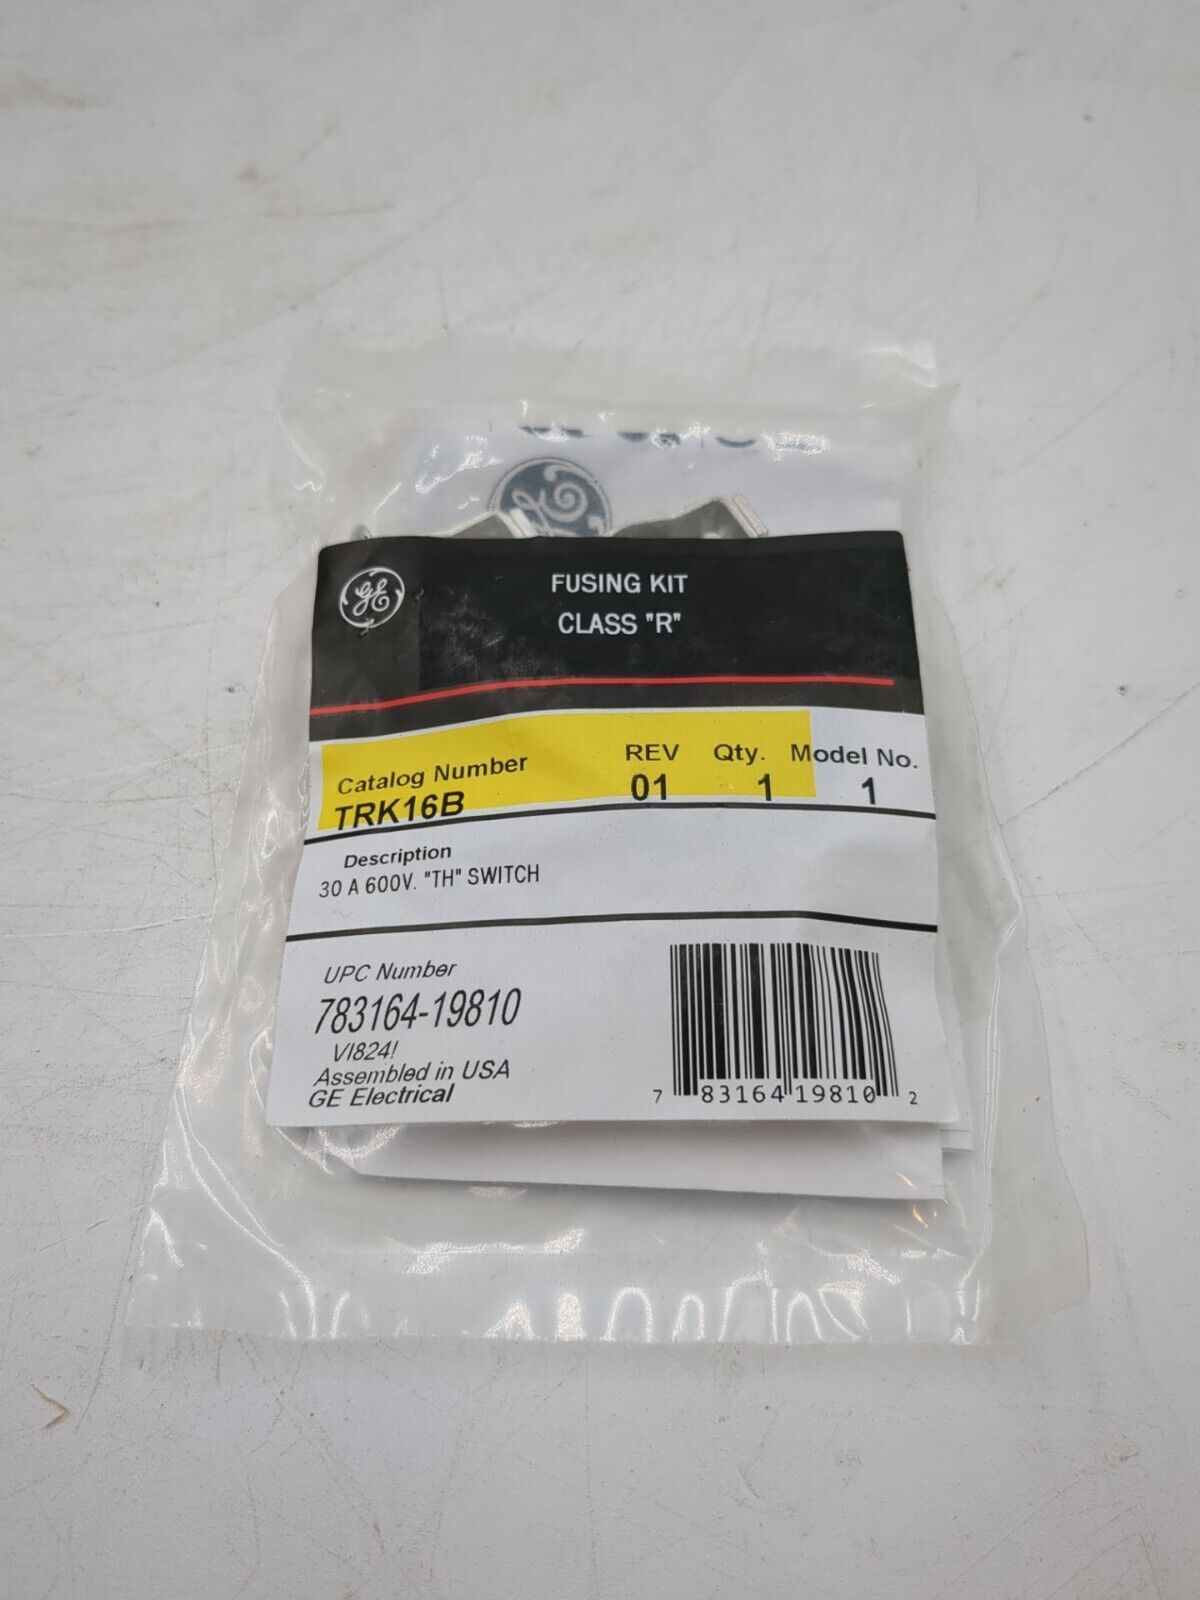 GE
FUSING KIT
CLASS "R"
Catalog Number REV Qty. Model No.
TRK16B 01 1 1
Description
30 A 600V. "TH" SWITCH
UPC Number
783164-19810
VI824!
Assembled in USA
GE Electrical
7 83164 19810 2